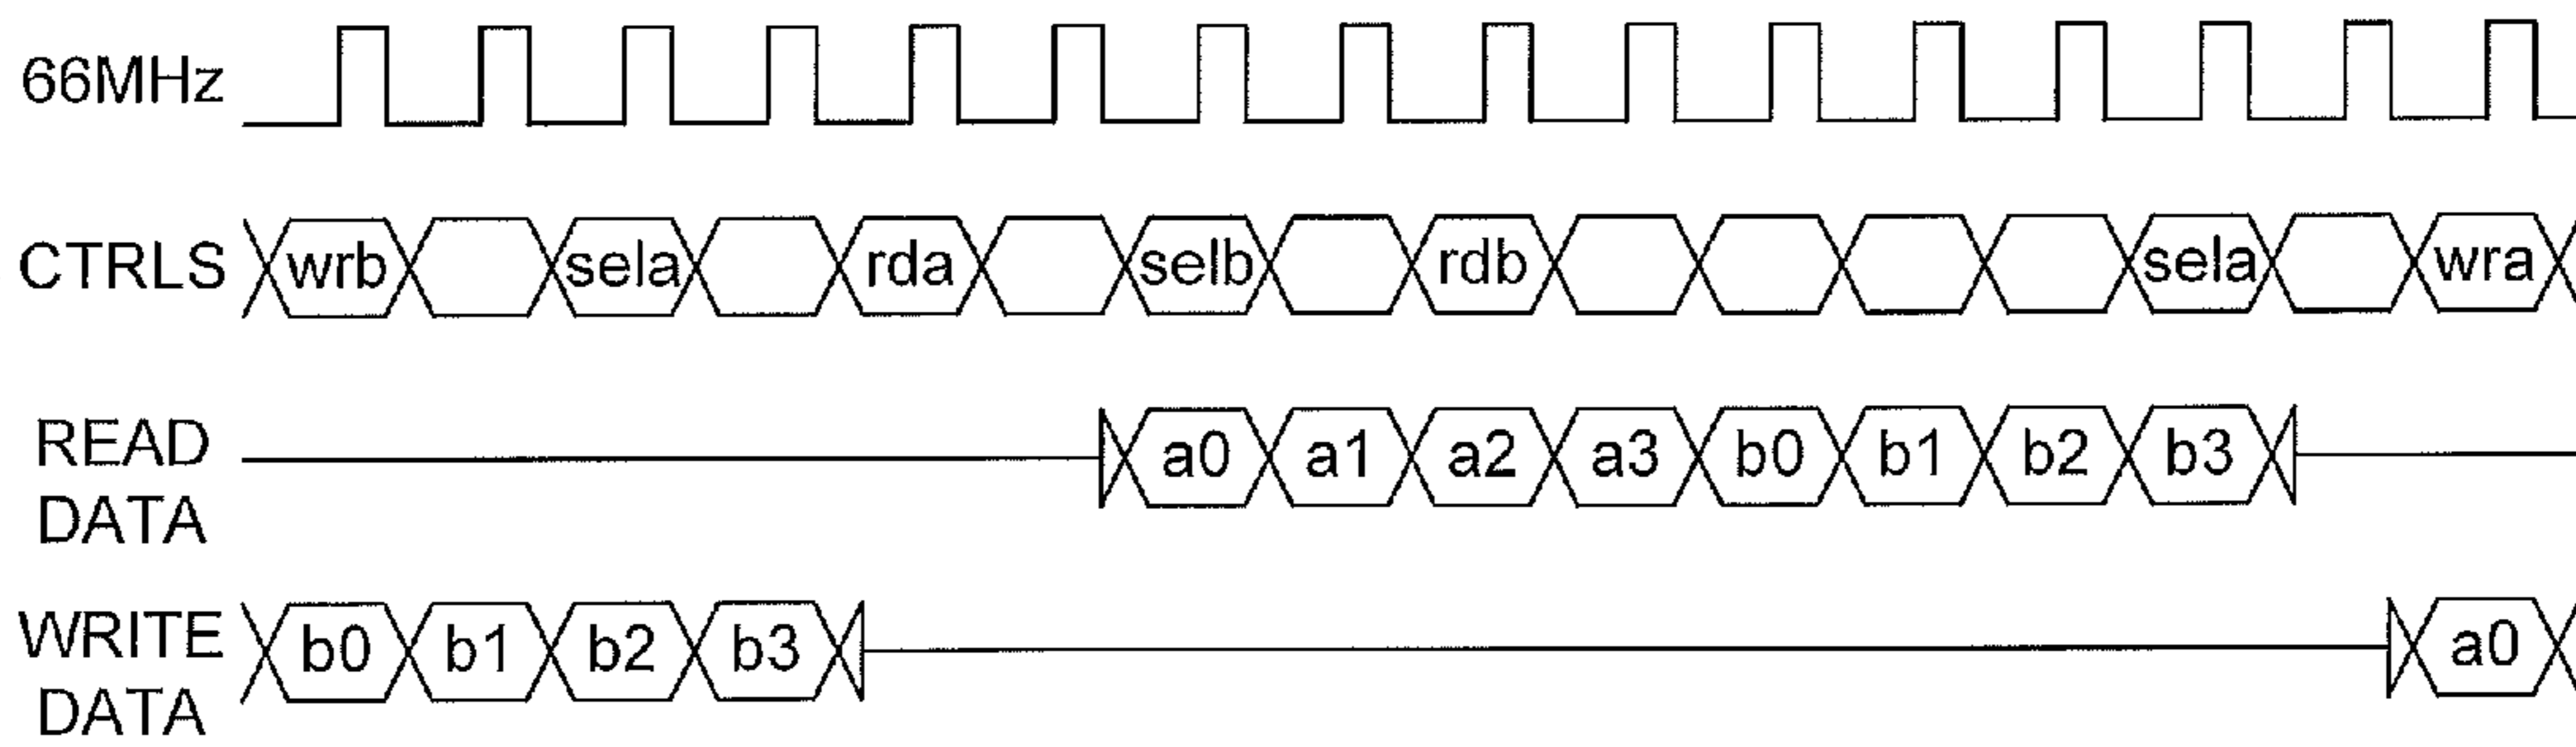 66MHz
CTRLS wrb sela rda selb rdb sela wra
READ DATA a0 a1 a2 a3 b0 b1 b2 b3
WRITE DATA b0 b1 b2 b3 a0